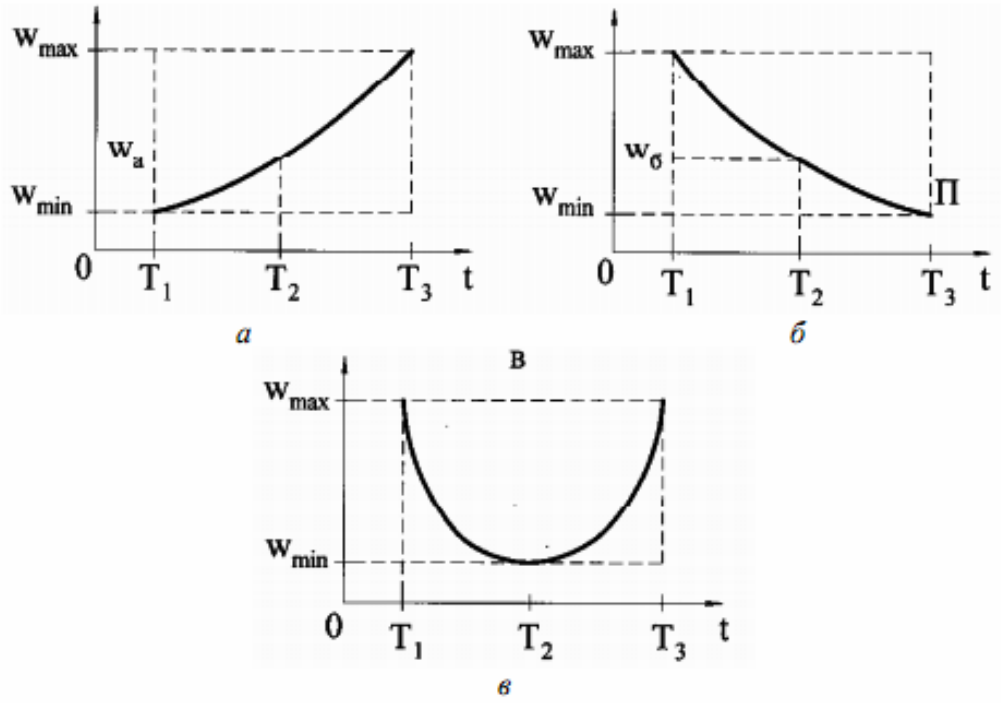 w_max
w_a
w_min
0 T_1 T_2 T_3 t
а
w_max
w_б
w_min
П
0 T_1 T_2 T_3 t
б
в
w_max
w_min
0 T_1 T_2 T_3 t
в